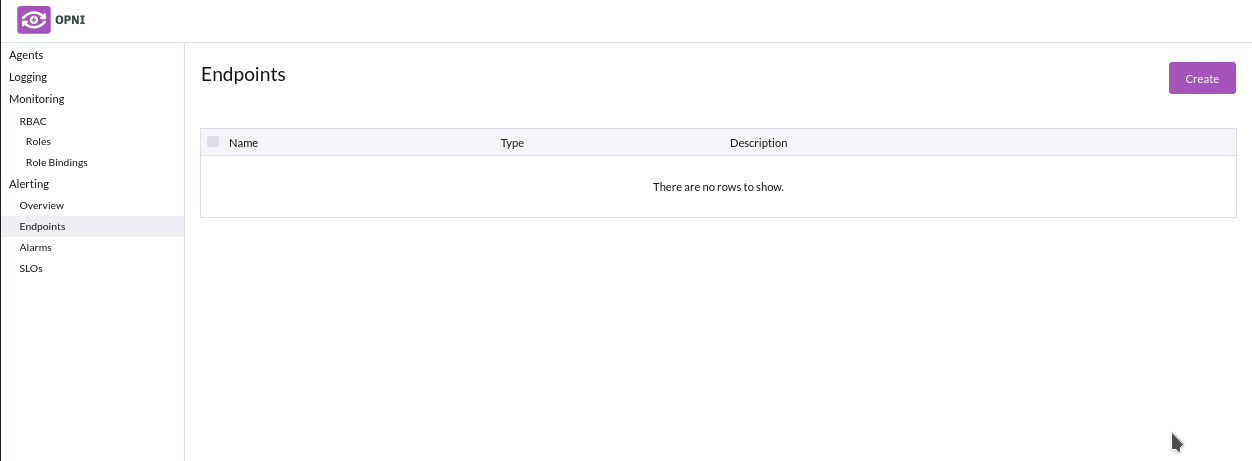 OPNI
Agents
Logging
Monitoring
RBAC
Roles
Role Bindings
Alerting
Overview
Endpoints
Alarms
SLOs
Endpoints
Create
Name Type Description
There are no rows to show.